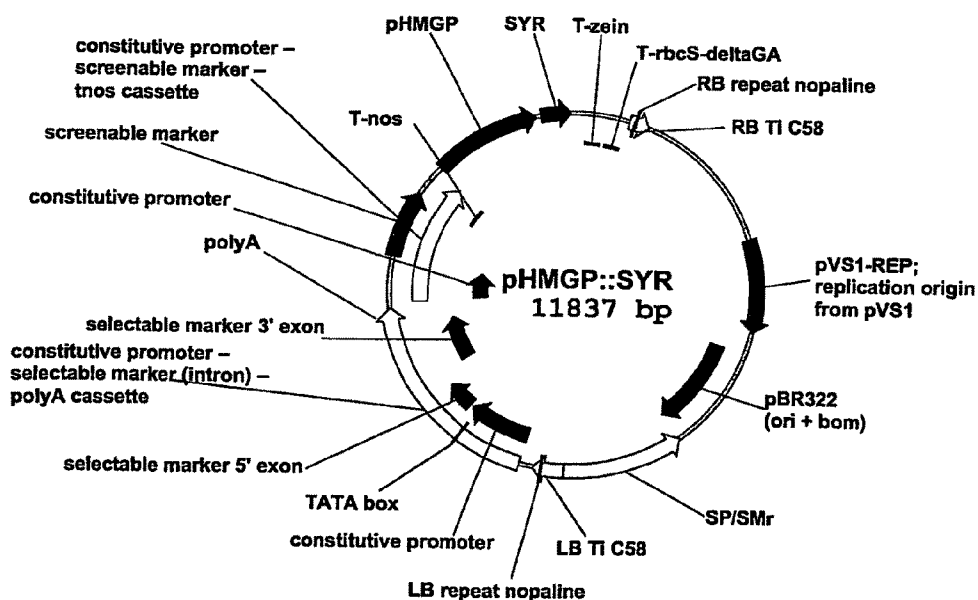 pHMGP
SYR
T-zein
T-rbcS-deltaGA
RB repeat nopaline
RB TI C58
constitutive promoter –
screenable marker –
tnos cassette
T-nos
screenable marker
constitutive promoter
polyA
pHMGP::SYR
11837 bp
pVS1-REP;
replication origin
from pVS1
selectable marker 3' exon
constitutive promoter –
selectable marker (intron) –
polyA cassette
pBR322
(ori + bom)
selectable marker 5' exon
TATA box
SP/SMr
constitutive promoter
LB Ti C58
LB repeat nopaline